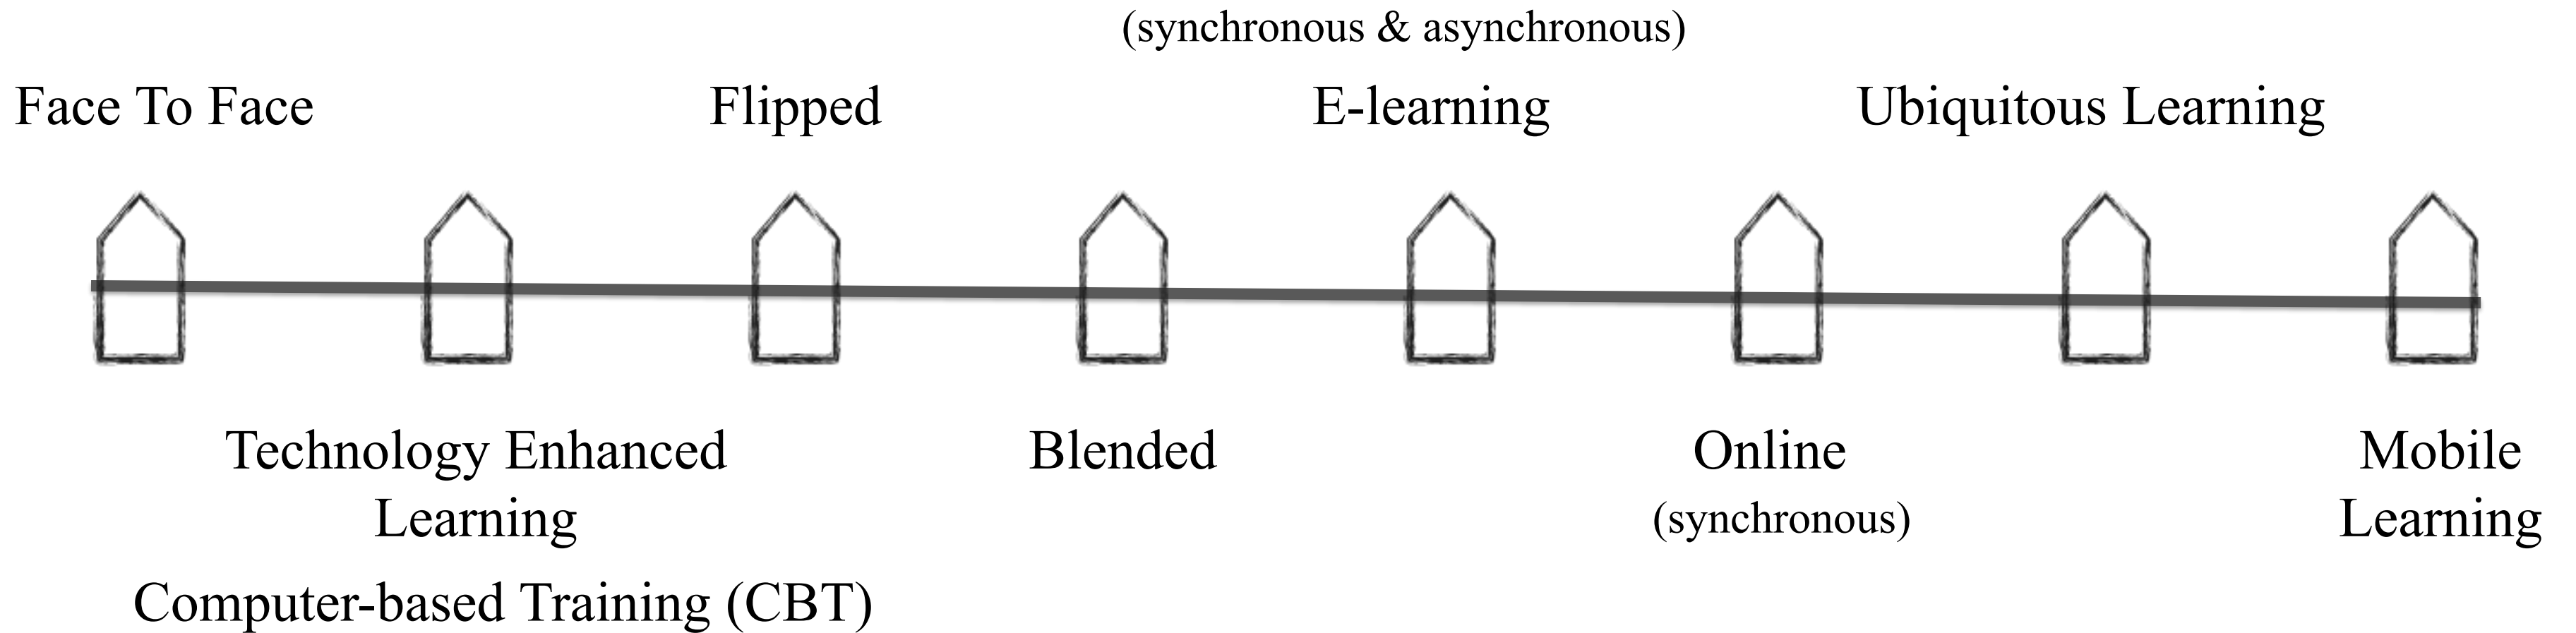 (synchronous & asynchronous)
Face To Face
Flipped
E-learning
Ubiquitous Learning
Technology Enhanced
Learning
Computer-based Training (CBT)
Blended
Online
(synchronous)
Mobile
Learning